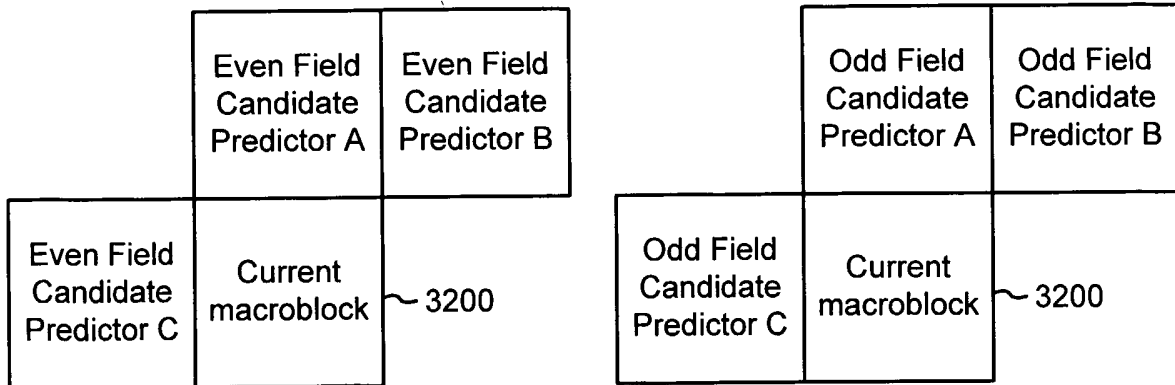 Even Field
Candidate
Predictor A
Even Field
Candidate
Predictor B
Even Field
Candidate
Predictor C
Current
macroblock
3200
Odd Field
Candidate
Predictor A
Odd Field
Candidate
Predictor B
Odd Field
Candidate
Predictor C
Current
macroblock
3200